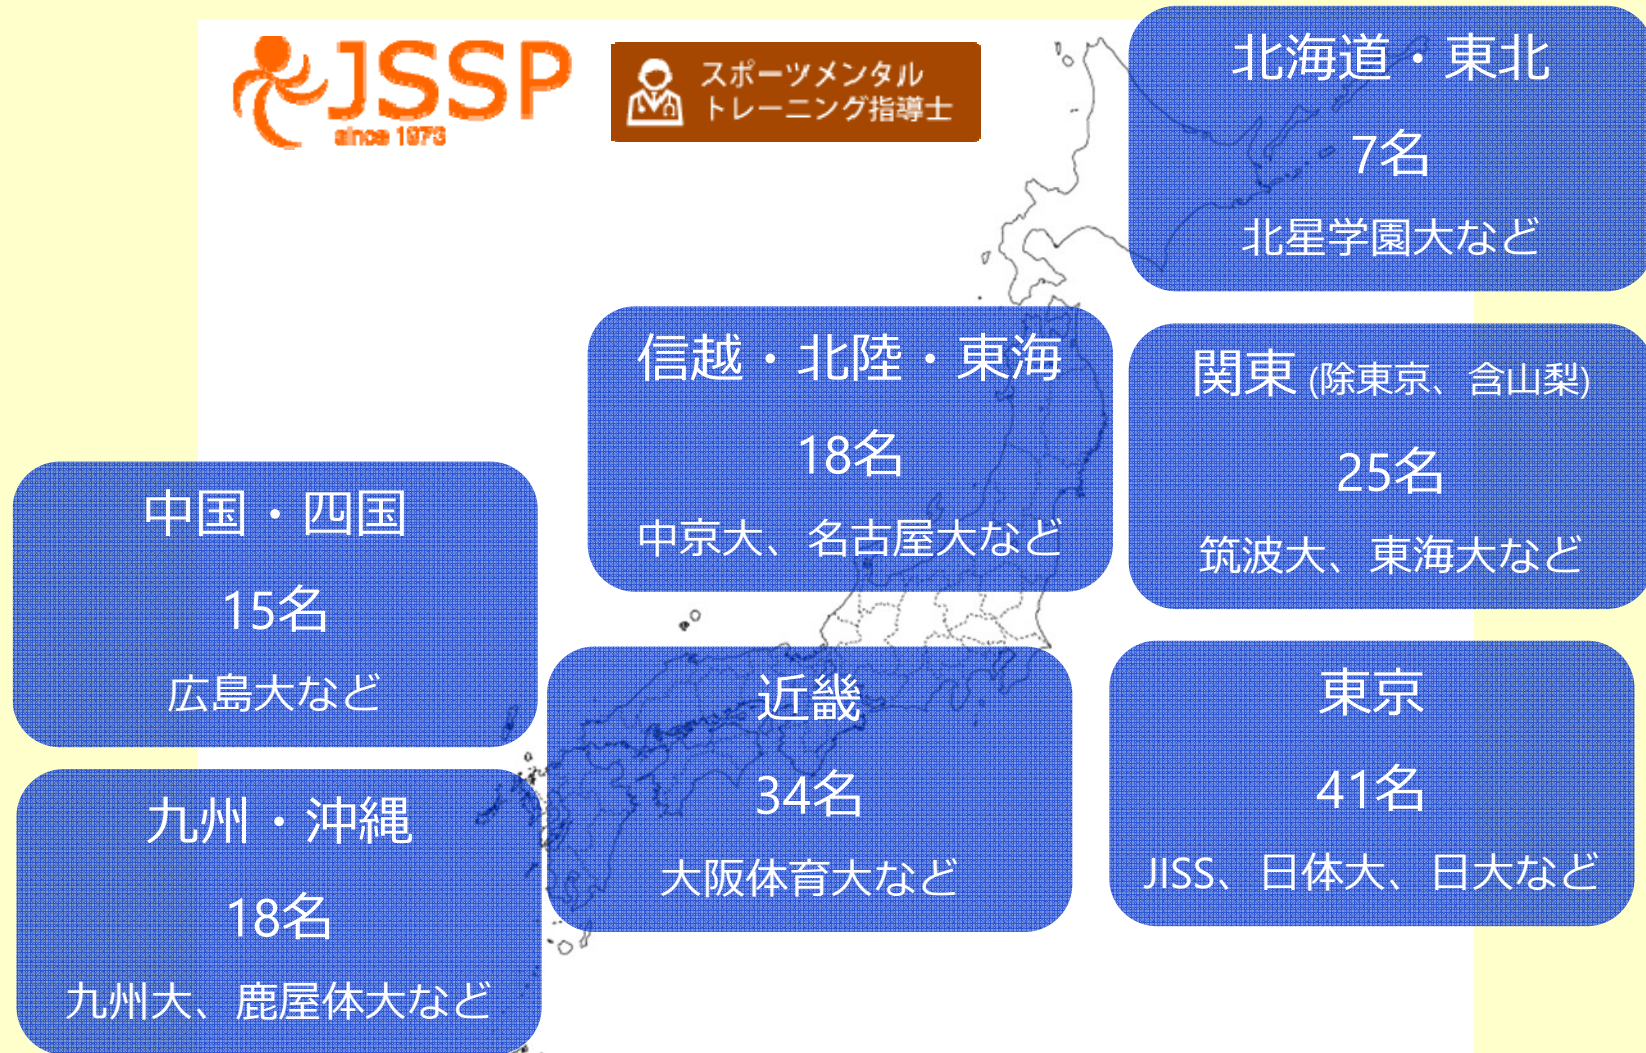 JSSP
since 1973
スポーツメンタル
トレーニング指導士
北海道・東北
7名
北星学園大など
信越・北陸・東海
18名
中京大、名古屋大など
関東 (除東京、含山梨)
25名
筑波大、東海大など
中国・四国
15名
広島大など
近畿
34名
大阪体育大など
東京
41名
JISS、日体大、日大など
九州・沖縄
18名
九州大、鹿屋体大など